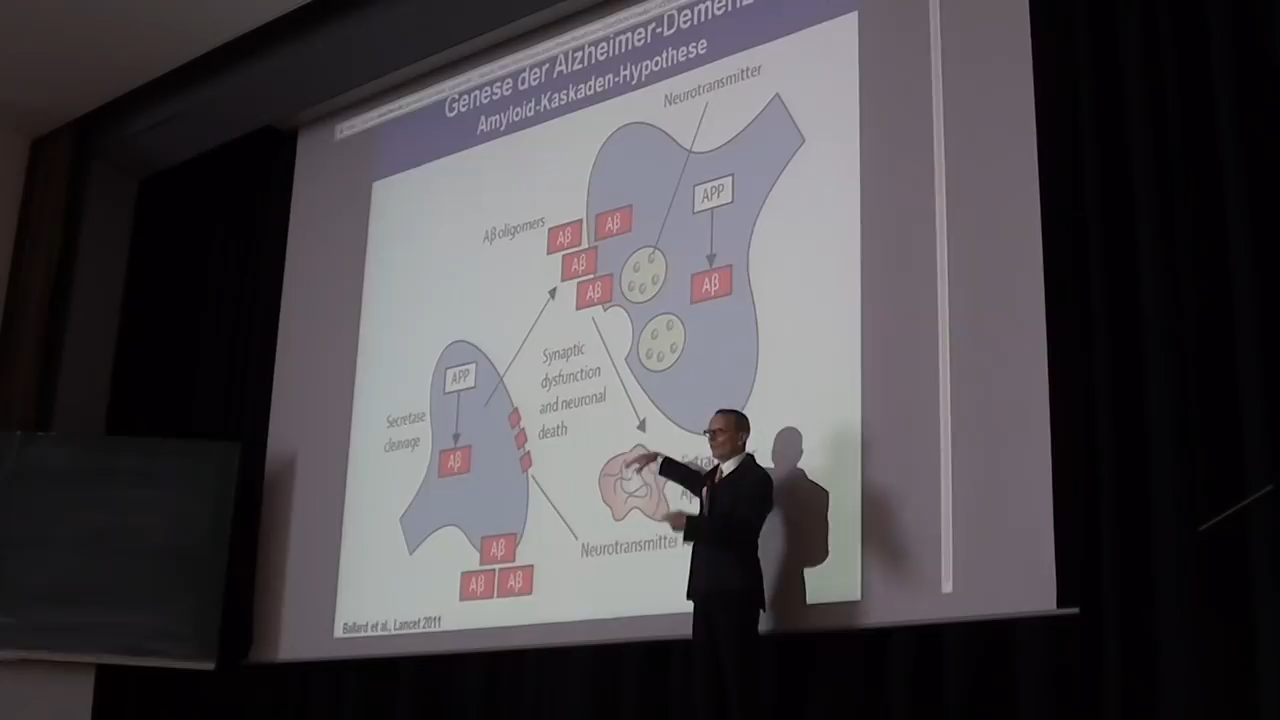 Genese der Alzheimer-Demenz
Amyloid-Kaskaden-Hypothese
Neurotransmitter
APP
Aβ oligomers
Aβ
Aβ
Aβ
Aβ
Aβ
Synaptic
dysfunction
and neuronal
death
APP
Secretase
cleavage
Aβ
Neurotransmitter
Aβ
Aβ
Aβ
Ballard et al., Lancet 2011